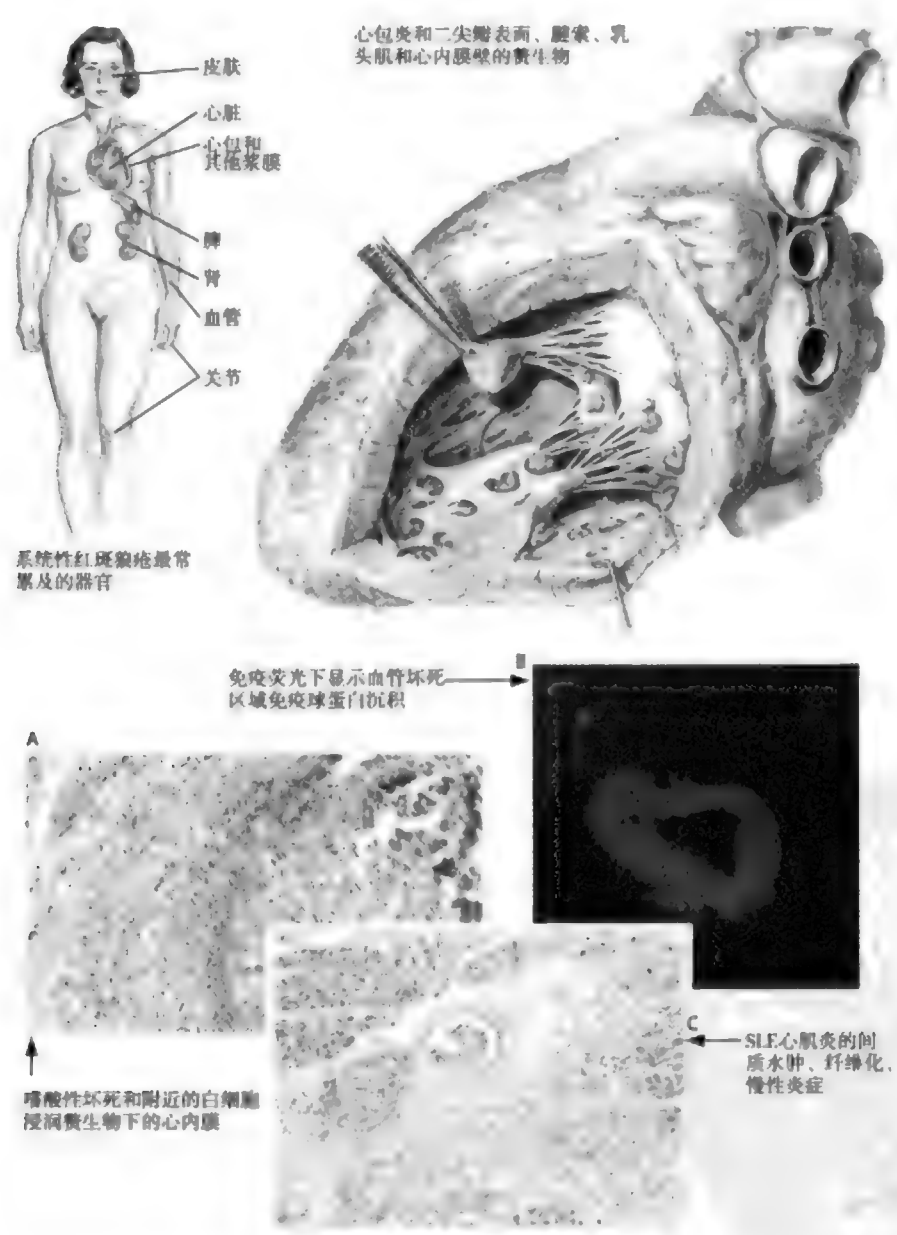 心包炎和二尖瓣表面、腱索、乳
头肌和心内膜壁的赘生物
皮肤
心脏
心包和
其他浆膜
脾
肾
血管
关节
系统性红斑狼疮最常
累及的器官
B
免疫荧光下显示血管坏死
区域免疫球蛋白沉积
A
C
SLE心肌炎的间
质水肿、纤维化、
慢性炎症
嗜酸性坏死和附近的白细胞
浸润赘生物下的心内膜